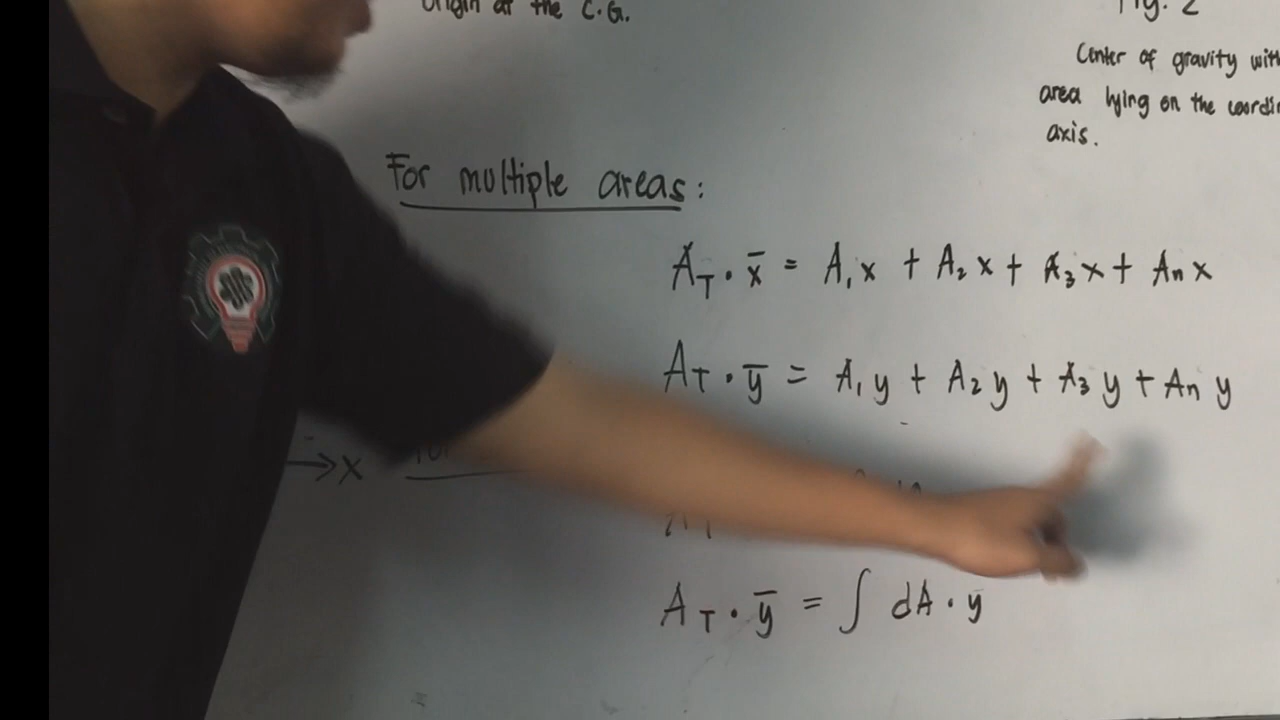 origin at the C.G.
Fig. 2
Center of gravity with
area lying on the
axis.
For multiple areas:
A_T · x̄ = A₁x + A₂x + A₃x + Aₙx
A_T · ȳ = A₁y + A₂y + A₃y + Aₙy
→x
A_T · ȳ = ∫ dA · y